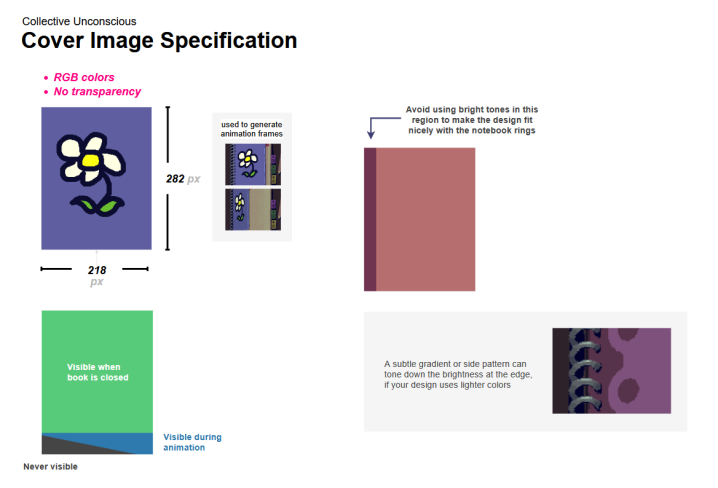 Collective Unconscious
Cover Image Specification
• RGB colors
• No transparency
282 px
218
px
used to generate
animation frames
Avoid using bright tones in this
region to make the design fit
nicely with the notebook rings
Visible when
book is closed
Visible during
animation
Never visible
A subtle gradient or side pattern can
tone down the brightness at the edge,
if your design uses lighter colors